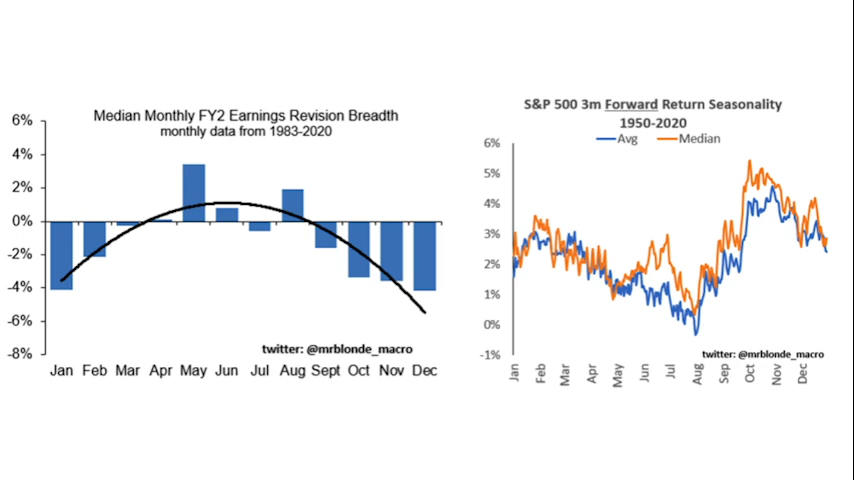 Median Monthly FY2 Earnings Revision Breadth
monthly data from 1983-2020
6%
4%
2%
0%
-2%
-4%
-6%
-8%
twitter: @mrblonde_macro
Jan Feb Mar Apr May Jun Jul Aug Sept Oct Nov Dec
S&P 500 3m Forward Return Seasonality
1950-2020
Avg Median
6%
5%
4%
3%
2%
1%
0%
-1%
twitter: @mrblonde_macro
Jan Feb Mar Apr May Jun Jul Aug Sep Oct Nov Dec